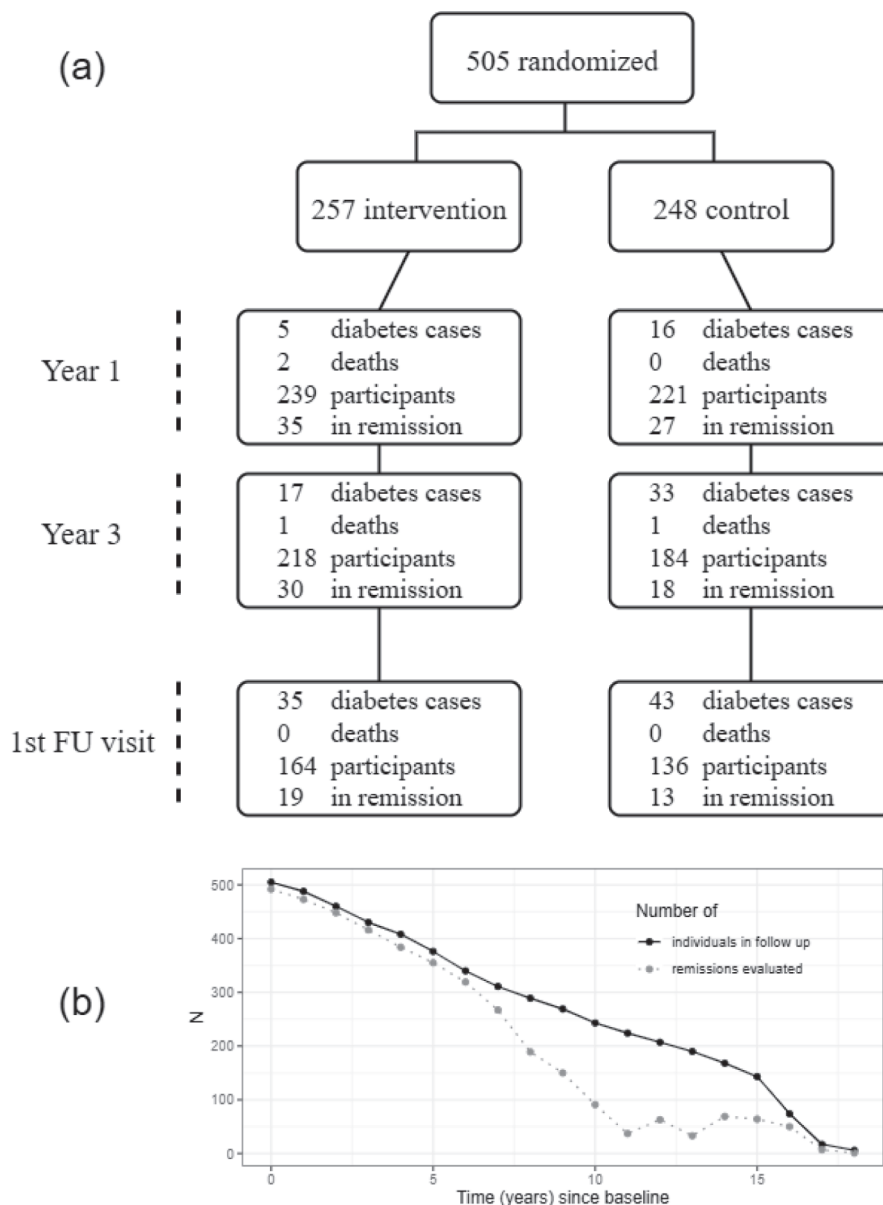 (a)
505 randomized
257 intervention
248 control
Year 1
5 diabetes cases
2 deaths
239 participants
35 in remission
16 diabetes cases
0 deaths
221 participants
27 in remission
Year 3
17 diabetes cases
1 deaths
218 participants
30 in remission
33 diabetes cases
1 deaths
184 participants
18 in remission
1st FU visit
35 diabetes cases
0 deaths
164 participants
19 in remission
43 diabetes cases
0 deaths
136 participants
13 in remission
(b)
N
500
400
300
200
100
0
Number of
individuals in follow up
remissions evaluated
0 5 10 15
Time (years) since baseline